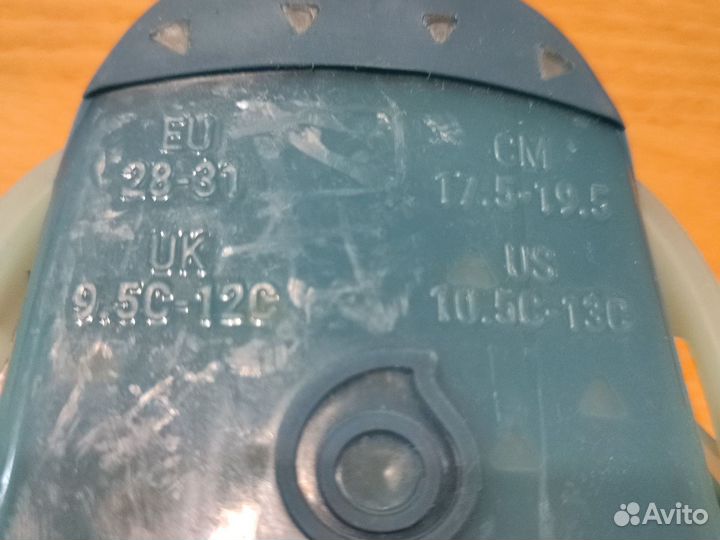 EU
28-31
CM
17.5-19.5
UK
9.5C-12C
US
10.5C-13C
Avito